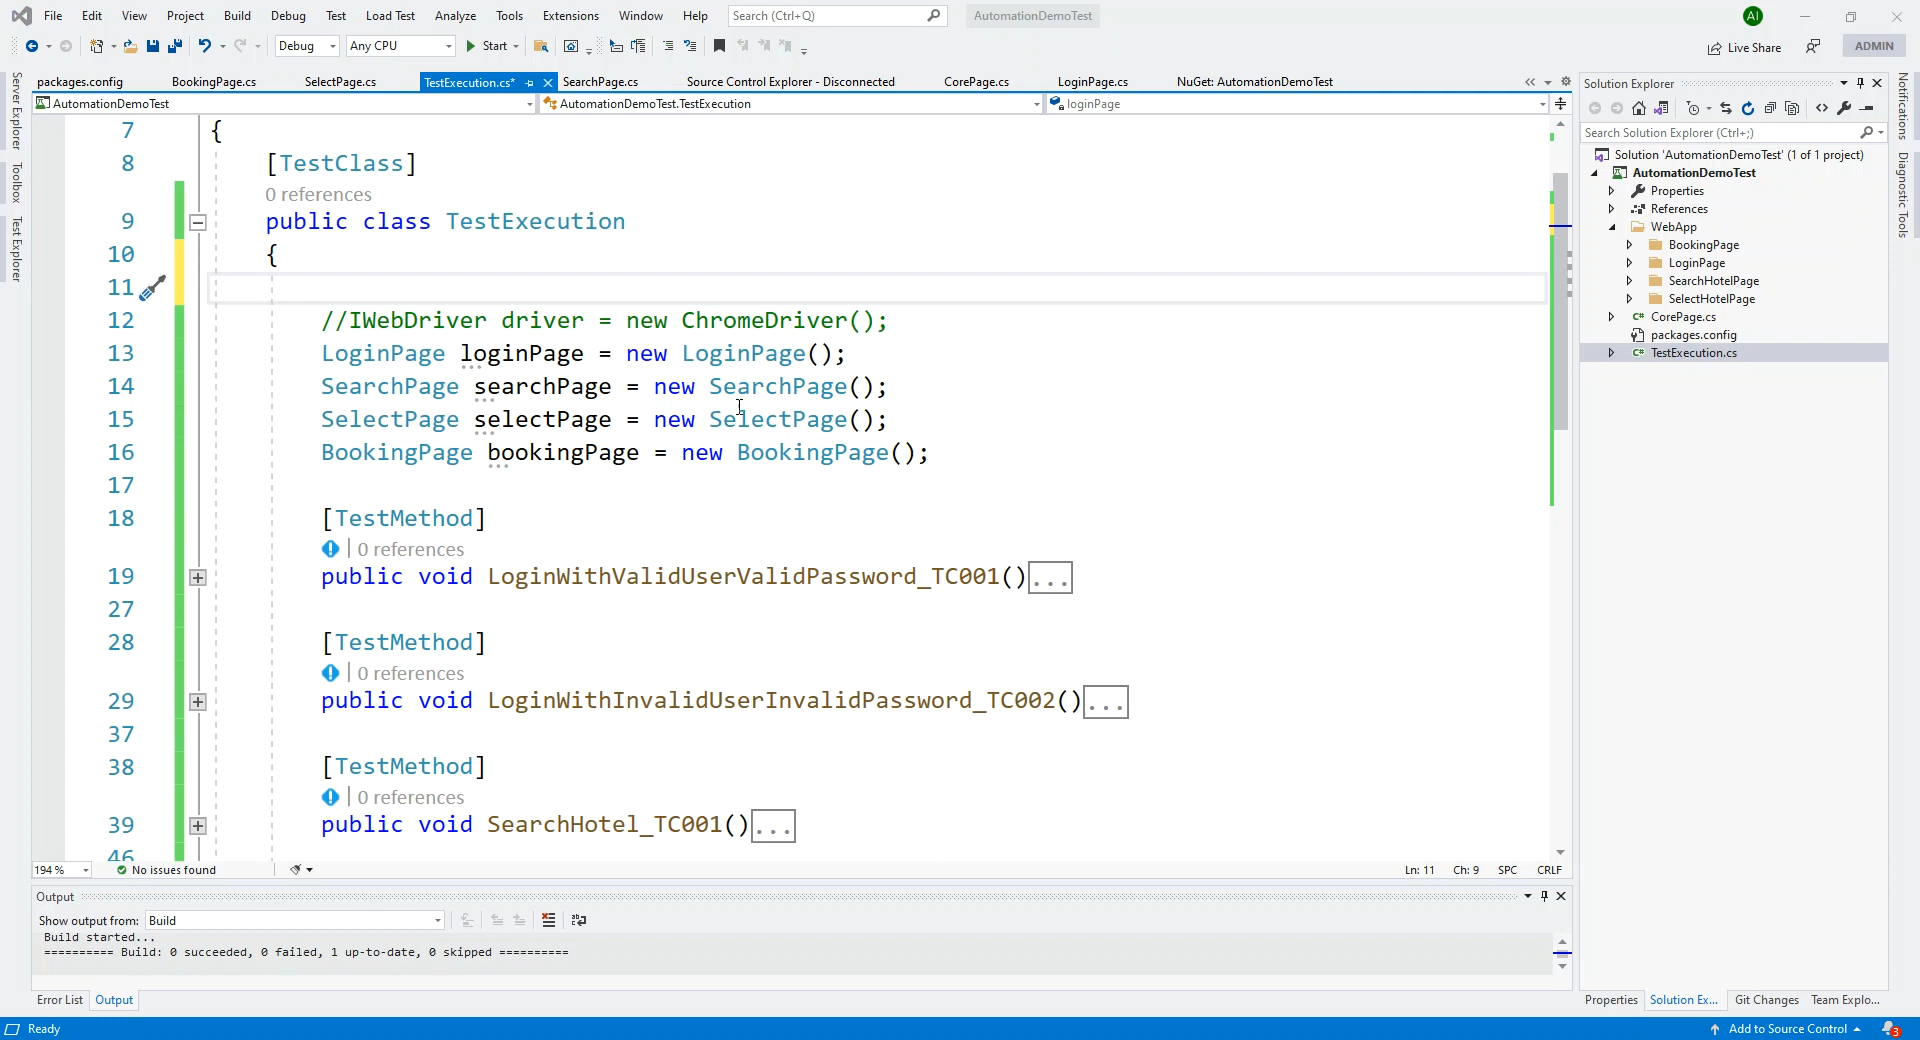 File Edit View Project Build Debug Test Load Test Analyze Tools Extensions Window Help Search (Ctrl+Q) AutomationDemoTest AI
Debug Any CPU Start Live Share ADMIN
packages.config BookingPage.cs SelectPage.cs TestExecution.cs* SearchPage.cs Source Control Explorer - Disconnected CorePage.cs LoginPage.cs NuGet: AutomationDemoTest
AutomationDemoTest AutomationDemoTest.TestExecution loginPage
Server Explorer
Toolbox
Test Explorer
7 {
8 [TestClass]
0 references
9 public class TestExecution
10 {
11
12 //IWebDriver driver = new ChromeDriver();
13 LoginPage loginPage = new LoginPage();
14 SearchPage searchPage = new SearchPage();
15 SelectPage selectPage = new SelectPage();
16 BookingPage bookingPage = new BookingPage();
17
18 [TestMethod]
0 references
19 public void LoginWithValidUserValidPassword_TC001()...
27
28 [TestMethod]
0 references
29 public void LoginWithInvalidUserInvalidPassword_TC002()...
37
38 [TestMethod]
0 references
39 public void SearchHotel_TC001()...
46
194 % No issues found Ln: 11 Ch: 9 SPC CRLF
Output
Show output from: Build
Build started...
========== Build: 0 succeeded, 0 failed, 1 up-to-date, 0 skipped ==========
Error List Output
Solution Explorer
Search Solution Explorer (Ctrl+;)
Solution 'AutomationDemoTest' (1 of 1 project)
AutomationDemoTest
Properties
References
WebApp
BookingPage
LoginPage
SearchHotelPage
SelectHotelPage
CorePage.cs
packages.config
TestExecution.cs
Properties Solution Ex... Git Changes Team Explo...
Notifications
Diagnostic Tools
Ready Add to Source Control 3